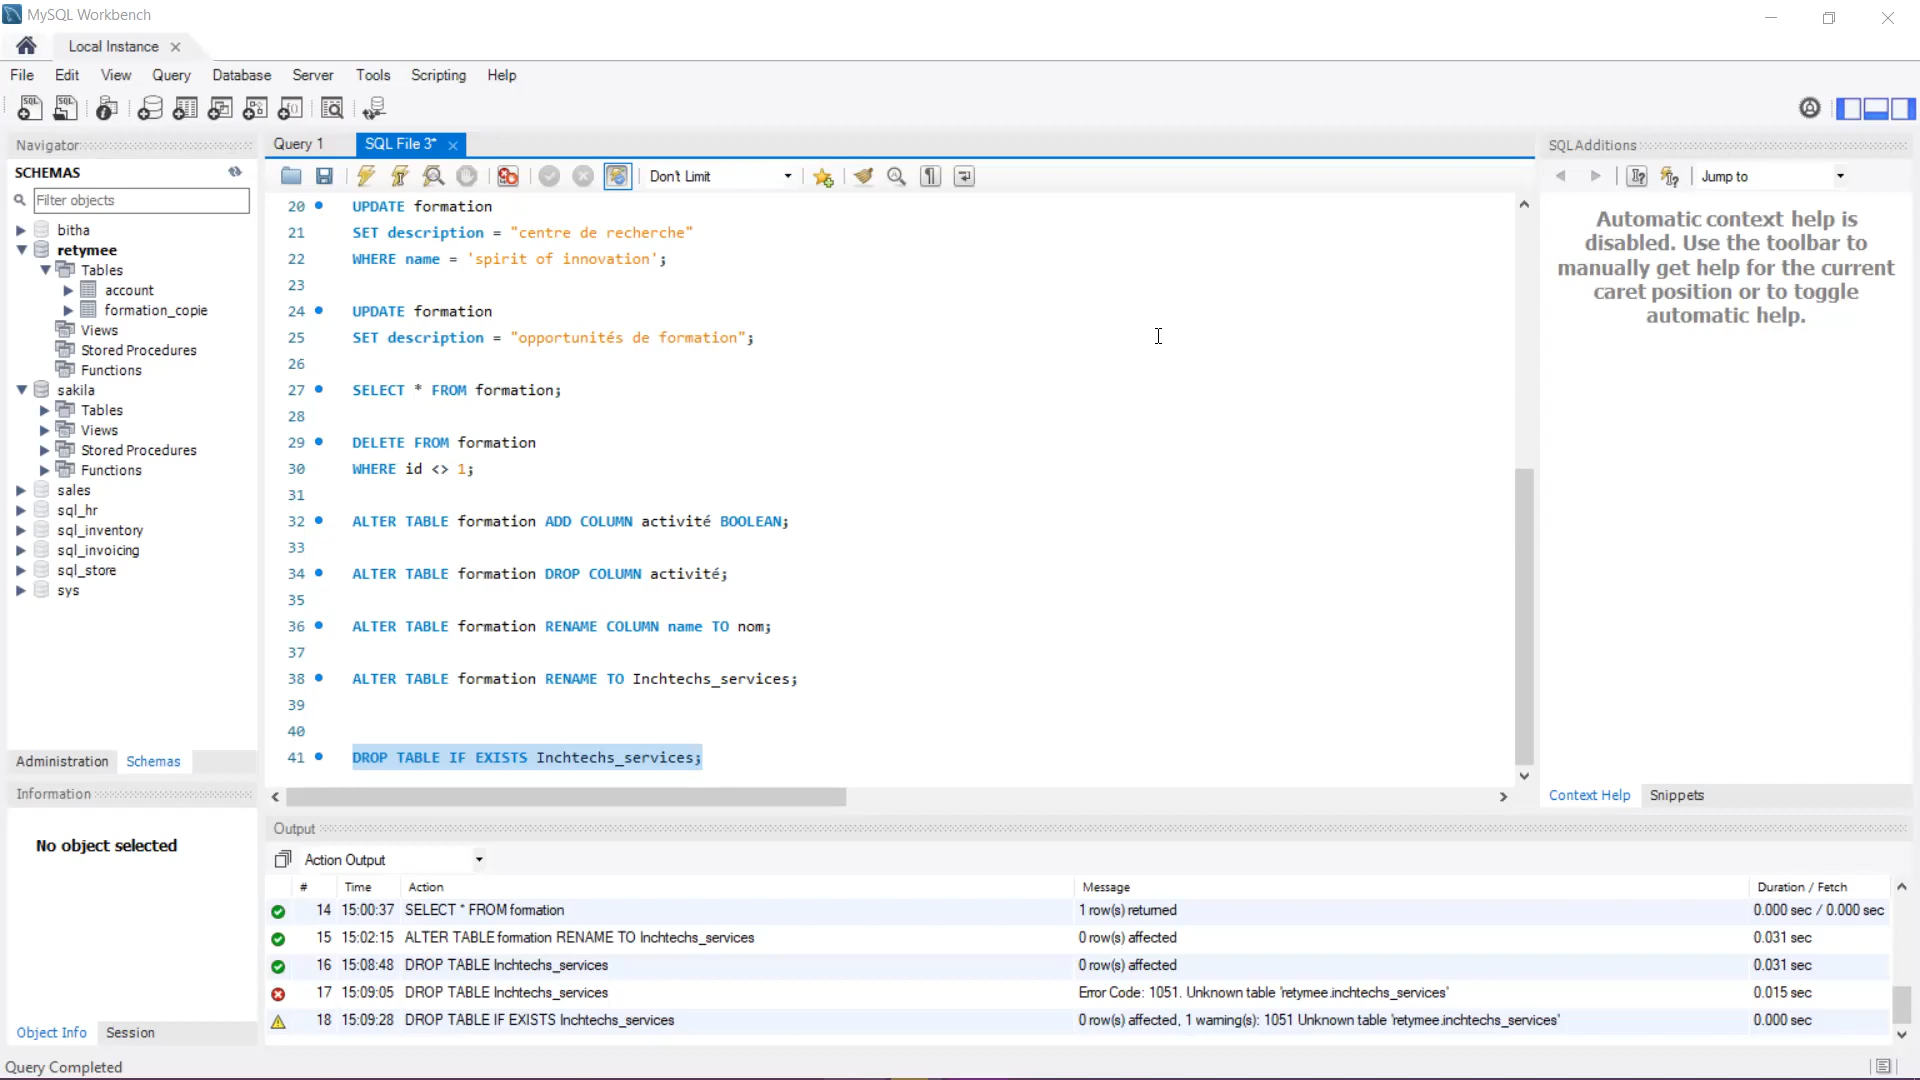 MySQL Workbench
Local Instance
File Edit View Query Database Server Tools Scripting Help
Navigator
SCHEMAS
Filter objects
bitha
retymee
Tables
account
formation_copie
Views
Stored Procedures
Functions
sakila
Tables
Views
Stored Procedures
Functions
sales
sql_hr
sql_inventory
sql_invoicing
sql_store
sys
Administration Schemas
Information
No object selected
Object Info Session
Query Completed
Query 1 SQL File 3*
Don't Limit
20 UPDATE formation
21 SET description = "centre de recherche"
22 WHERE name = 'spirit of innovation';
23
24 UPDATE formation
25 SET description = "opportunités de formation";
26
27 SELECT * FROM formation;
28
29 DELETE FROM formation
30 WHERE id <> 1;
31
32 ALTER TABLE formation ADD COLUMN activité BOOLEAN;
33
34 ALTER TABLE formation DROP COLUMN activité;
35
36 ALTER TABLE formation RENAME COLUMN name TO nom;
37
38 ALTER TABLE formation RENAME TO Inchtechs_services;
39
40
41 DROP TABLE IF EXISTS Inchtechs_services;
SQLAdditions
Jump to
Automatic context help is
disabled. Use the toolbar to
manually get help for the current
caret position or to toggle
automatic help.
Context Help Snippets
Output
Action Output
# Time Action Message Duration / Fetch
14 15:00:37 SELECT * FROM formation 1 row(s) returned 0.000 sec / 0.000 sec
15 15:02:15 ALTER TABLE formation RENAME TO Inchtechs_services 0 row(s) affected 0.031 sec
16 15:08:48 DROP TABLE Inchtechs_services 0 row(s) affected 0.031 sec
17 15:09:05 DROP TABLE Inchtechs_services Error Code: 1051. Unknown table 'retymee.inchtechs_services' 0.015 sec
18 15:09:28 DROP TABLE IF EXISTS Inchtechs_services 0 row(s) affected, 1 warning(s): 1051 Unknown table 'retymee.inchtechs_services' 0.000 sec